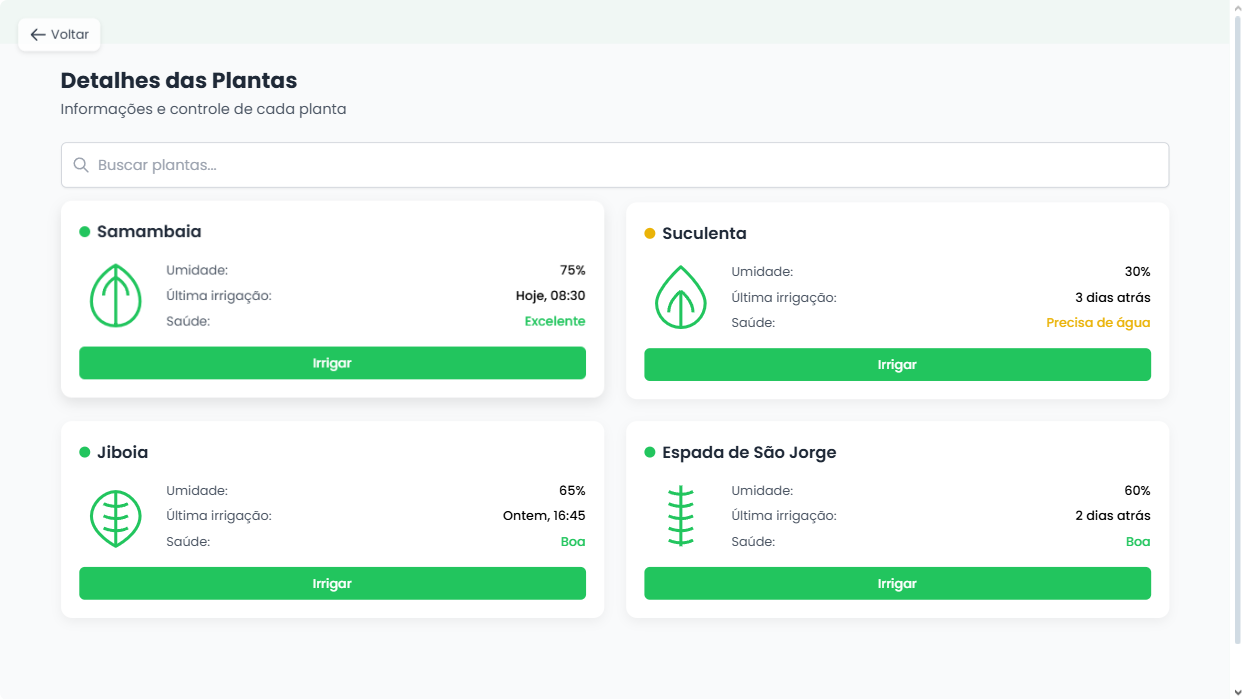 Voltar
Detalhes das Plantas
Informações e controle de cada planta
Buscar plantas...
Samambaia
Umidade: 75%
Última irrigação: Hoje, 08:30
Saúde: Excelente
Irrigar
Suculenta
Umidade: 30%
Última irrigação: 3 dias atrás
Saúde: Precisa de água
Irrigar
Jiboia
Umidade: 65%
Última irrigação: Ontem, 16:45
Saúde: Boa
Irrigar
Espada de São Jorge
Umidade: 60%
Última irrigação: 2 dias atrás
Saúde: Boa
Irrigar